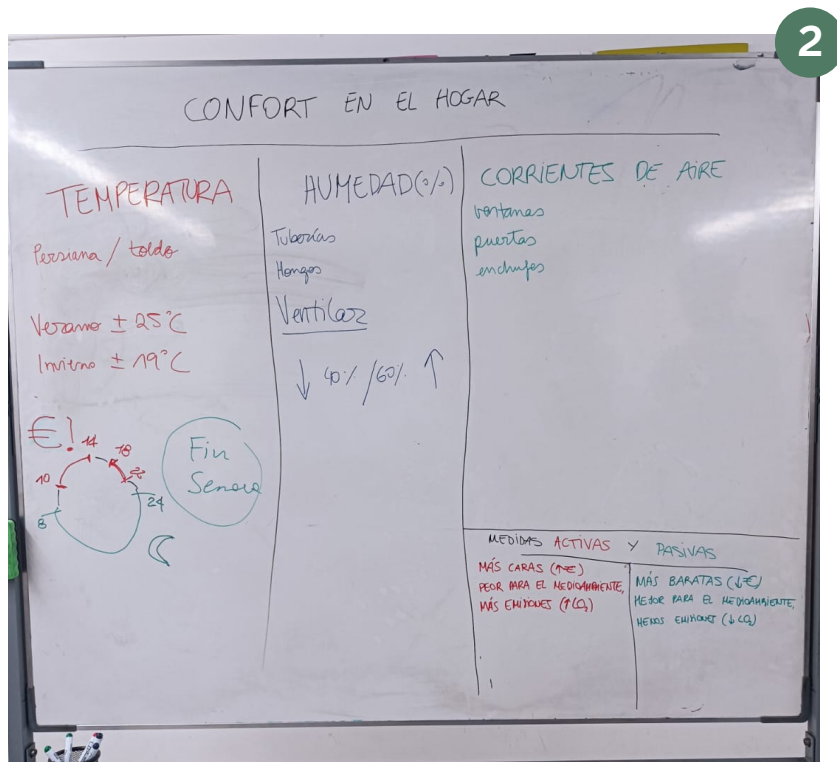 2
CONFORT EN EL HOGAR
TEMPERATURA
Persiana / toldo
Verano ± 25°C
Invierno ± 19°C
€!
8
10
14
18
22
24
Fin
Semana
HUMEDAD (%)
Tuberías
Hongos
Ventilar
↓ 40% / 60% ↑
CORRIENTES DE AIRE
ventanas
puertas
enchufes
MEDIDAS ACTIVAS Y PASIVAS
MÁS CARAS (↑€)
PEOR PARA EL MEDIOAMBIENTE,
MÁS EMISIONES (↑CO₂)
MÁS BARATAS (↓€)
MEJOR PARA EL MEDIOAMBIENTE,
MENOS EMISIONES (↓CO₂)